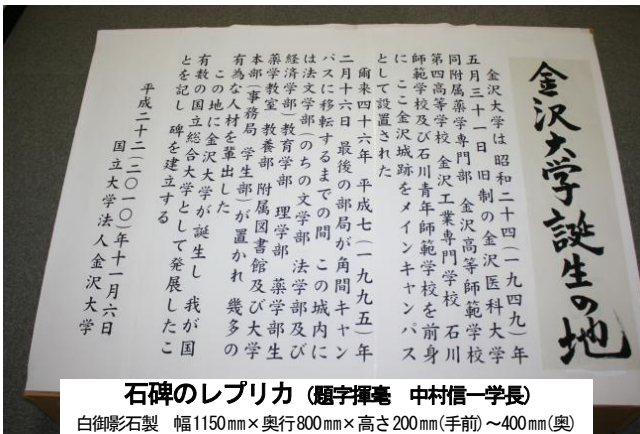 金沢大学誕生の地
金沢大学は 昭和二十四(一九四九)年
五月三十一日 旧制の金沢医科大学
同附属薬学専門部 金沢高等師範学校
第四高等学校 金沢工業専門学校 石川
師範学校及び石川青年師範学校を前身
に ここ金沢城跡をメインキャンパス
として設置された
爾来四十六年 平成七(一九九五)年
二月十六日 最後の部局が角間キャン
パスに移転するまでの間 この城内に
は法文学部(のちの文学部 法学部及び
経済学部)教育学部 理学部 薬学部生
薬学教室 教養部 附属図書館及び大学
本部(事務局 学生部)が置かれ 幾多の
有為な人材を輩出した
この地に金沢大学が誕生し 我が国
有数の国立総合大学として発展したこ
とを記し 碑を建立する
平成二十二(二〇一〇)年十一月六日
国立大学法人金沢大学
石碑のレプリカ(題字揮毫 中村信一学長)
白御影石製 幅1150㎜×奥行800㎜×高さ200㎜(手前)~400㎜(奥)